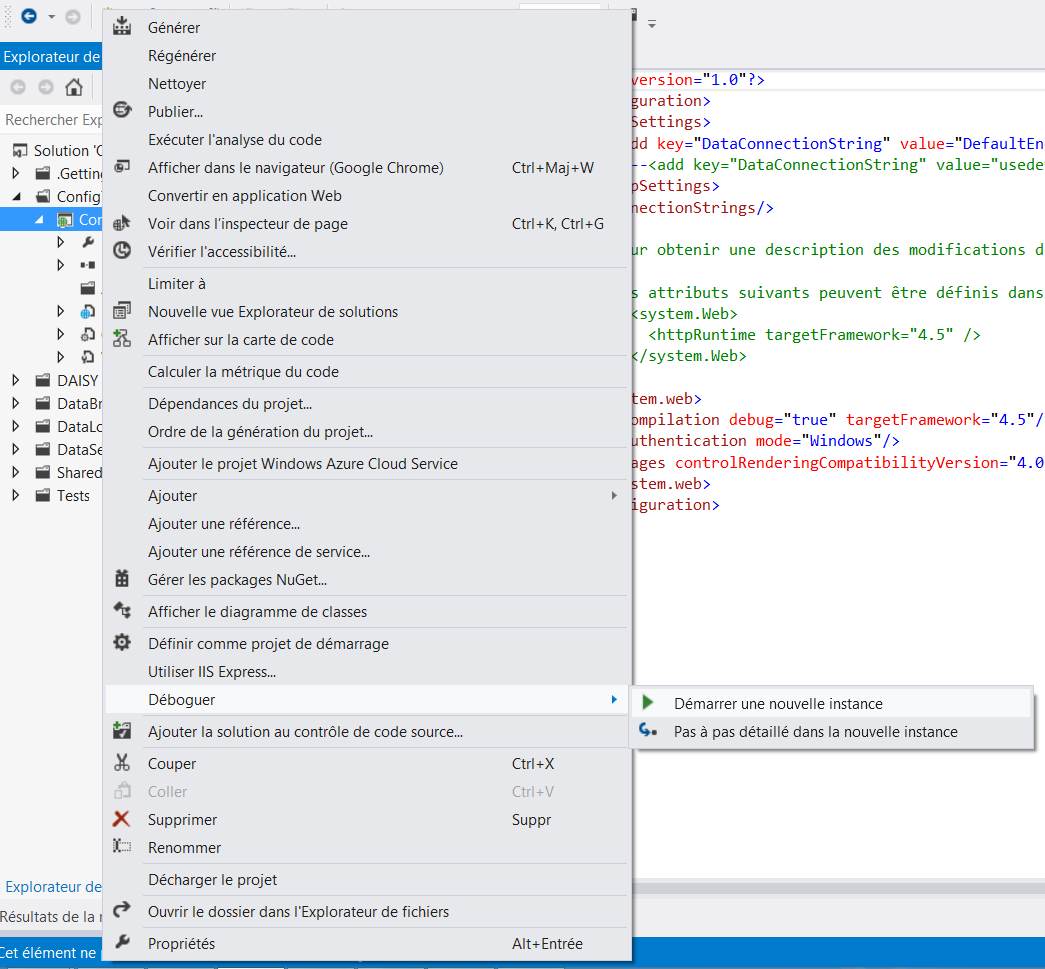 Explorateur de
Rechercher Exp
Solution 'C
.Gettin
Config
Con
DAISY
DataBr
DataLo
DataSe
Shared
Tests
Explorateur de
Résultats de la r
Cet élément ne
Générer
Régénérer
Nettoyer
Publier...
Exécuter l'analyse du code
Afficher dans le navigateur (Google Chrome) Ctrl+Maj+W
Convertir en application Web
Voir dans l’inspecteur de page Ctrl+K, Ctrl+G
Vérifier l'accessibilité...
Limiter à
Nouvelle vue Explorateur de solutions
Afficher sur la carte de code
Calculer la métrique du code
Dépendances du projet...
Ordre de la génération du projet...
Ajouter le projet Windows Azure Cloud Service
Ajouter
Ajouter une référence...
Ajouter une référence de service...
Gérer les packages NuGet...
Afficher le diagramme de classes
Définir comme projet de démarrage
Utiliser IIS Express...
Déboguer
Ajouter la solution au contrôle de code source...
Couper Ctrl+X
Coller Ctrl+V
Supprimer Suppr
Renommer
Décharger le projet
Ouvrir le dossier dans l'Explorateur de fichiers
Propriétés Alt+Entrée
Démarrer une nouvelle instance
Pas à pas détaillé dans la nouvelle instance
version="1.0"?>
guration>
Settings>
dd key="DataConnectionString" value="DefaultEn
--<add key="DataConnectionString" value="usede
pSettings>
nectionStrings/>
ur obtenir une description des modifications d
s attributs suivants peuvent être définis dans
<system.Web>
<httpRuntime targetFramework="4.5" />
</system.Web>
tem.web>
ompilation debug="true" targetFramework="4.5"/
uthentication mode="Windows"/>
ages controlRenderingCompatibilityVersion="4.0
stem.web>
iguration>